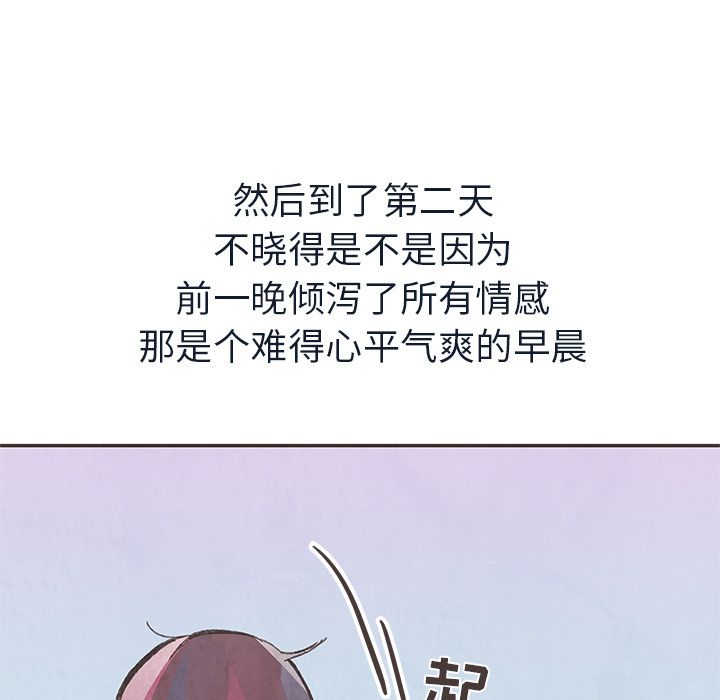 然后到了第二天
不晓得是不是因为
前一晚倾泻了所有情感
那是个难得心平气爽的早晨
起